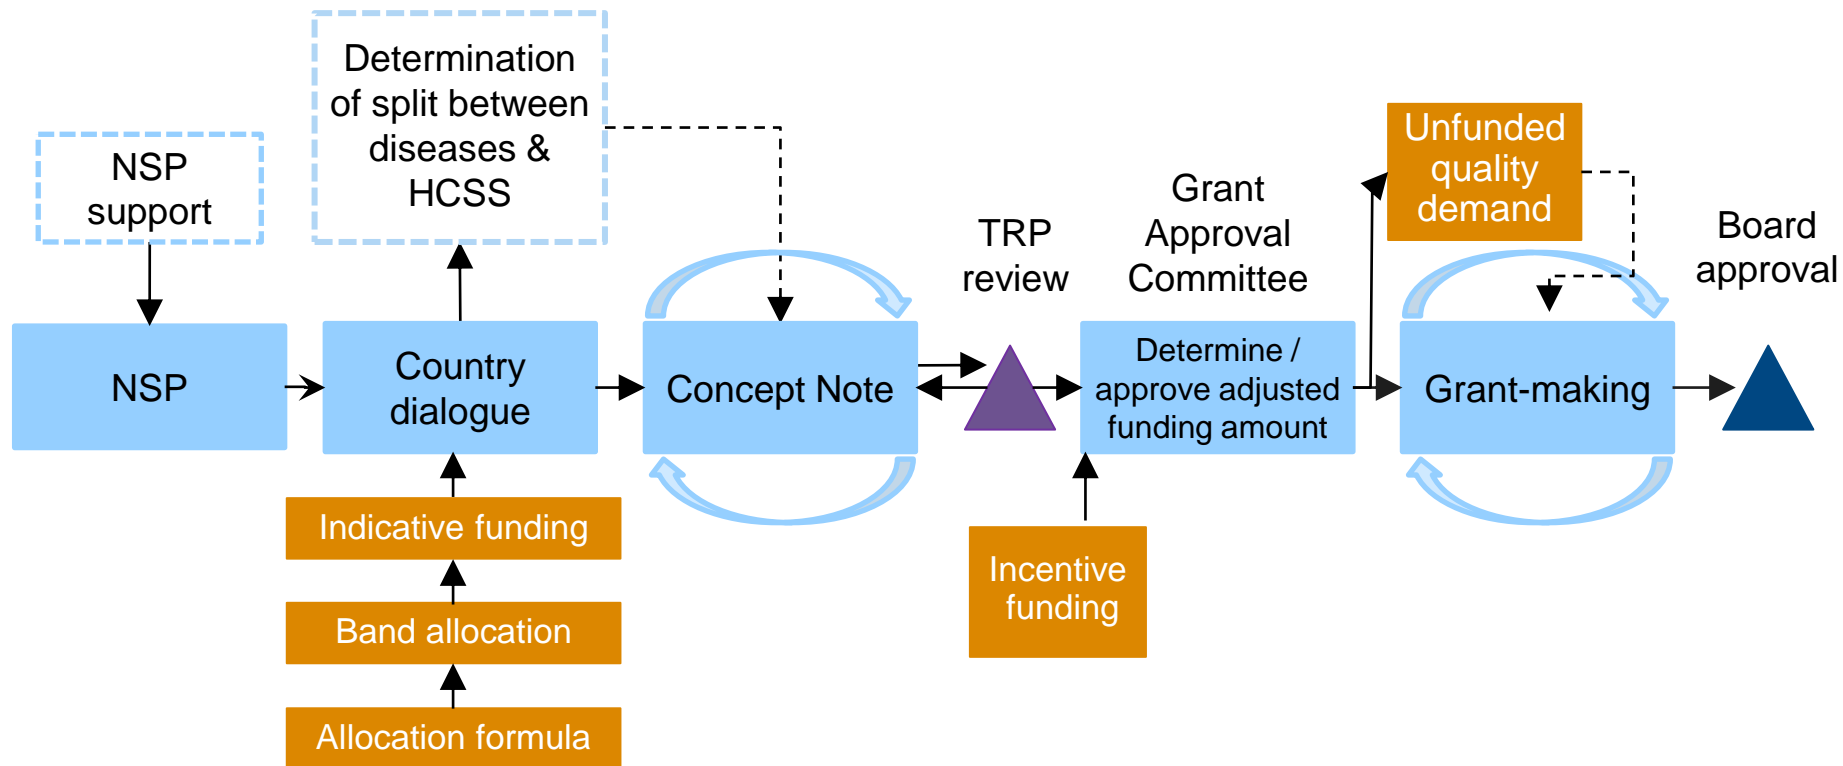 Determination
of split between
diseases &
HCSS
NSP
support
Unfunded
quality
demand
Grant
Approval
Committee
TRP
review
Board
approval
NSP
Country
dialogue
Concept Note
Determine /
approve adjusted
funding amount
Grant-making
Indicative funding
Band allocation
Allocation formula
Incentive
funding